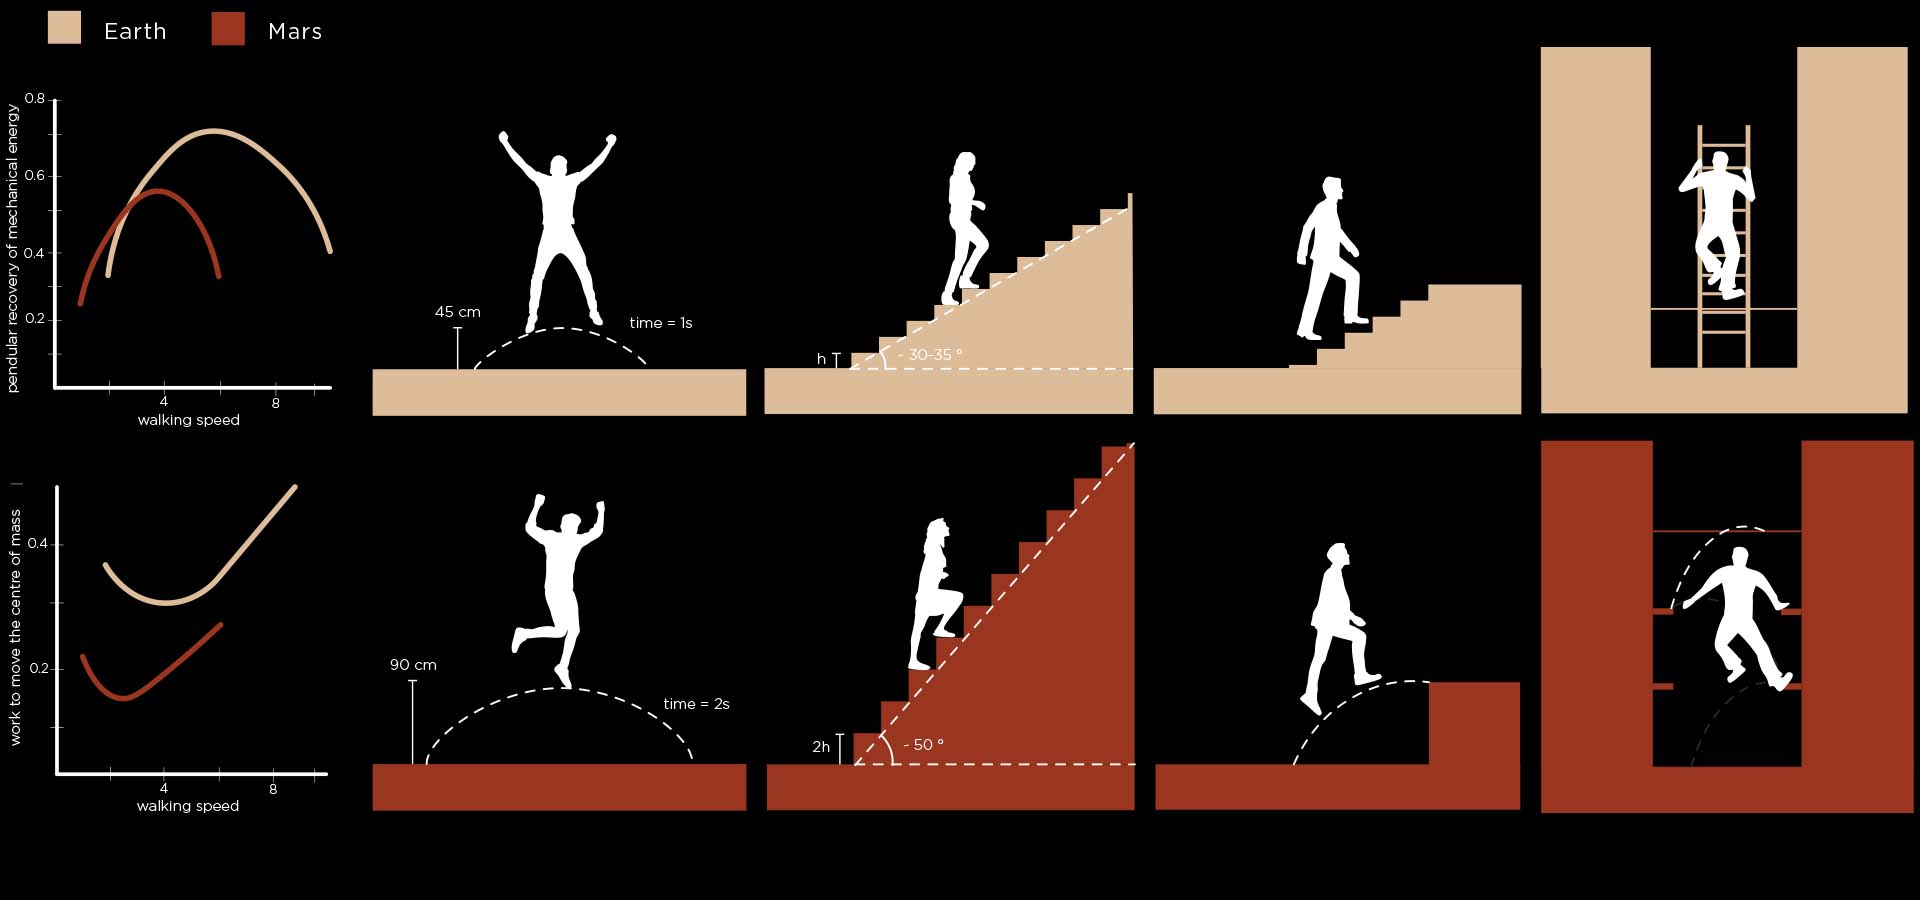 Earth
Mars
pendular recovery of mechanical energy
0.8
0.6
0.4
0.2
4
8
walking speed
45 cm
time = 1s
h
~ 30-35 °
work to move the centre of mass
0.4
0.2
4
8
walking speed
90 cm
time = 2s
2h
~ 50 °